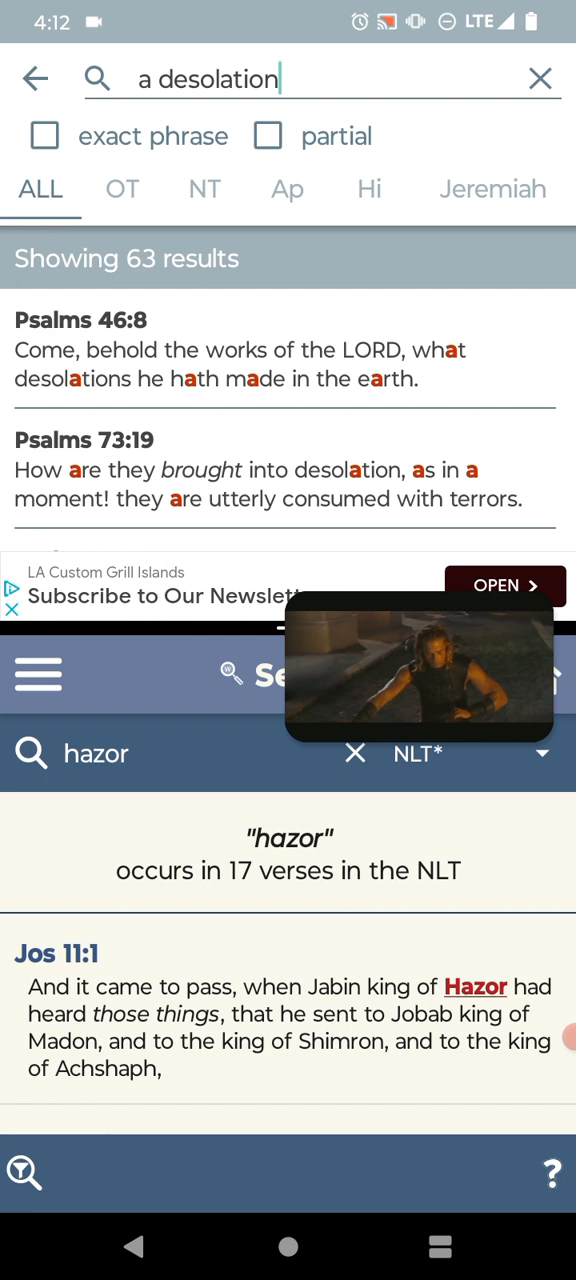 4:12 LTE
a desolation
exact phrase partial
ALL OT NT Ap Hi Jeremiah
Showing 63 results
Psalms 46:8
Come, behold the works of the LORD, what
desolations he hath made in the earth.
Psalms 73:19
How are they brought into desolation, as in a
moment! they are utterly consumed with terrors.
LA Custom Grill Islands
Subscribe to Our
OPEN
hazor NLT*
"hazor"
occurs in 17 verses in the NLT
Jos 11:1
And it came to pass, when Jabin king of Hazor had
heard those things, that he sent to Jobab king of
Madon, and to the king of Shimron, and to the king
of Achshaph,
?